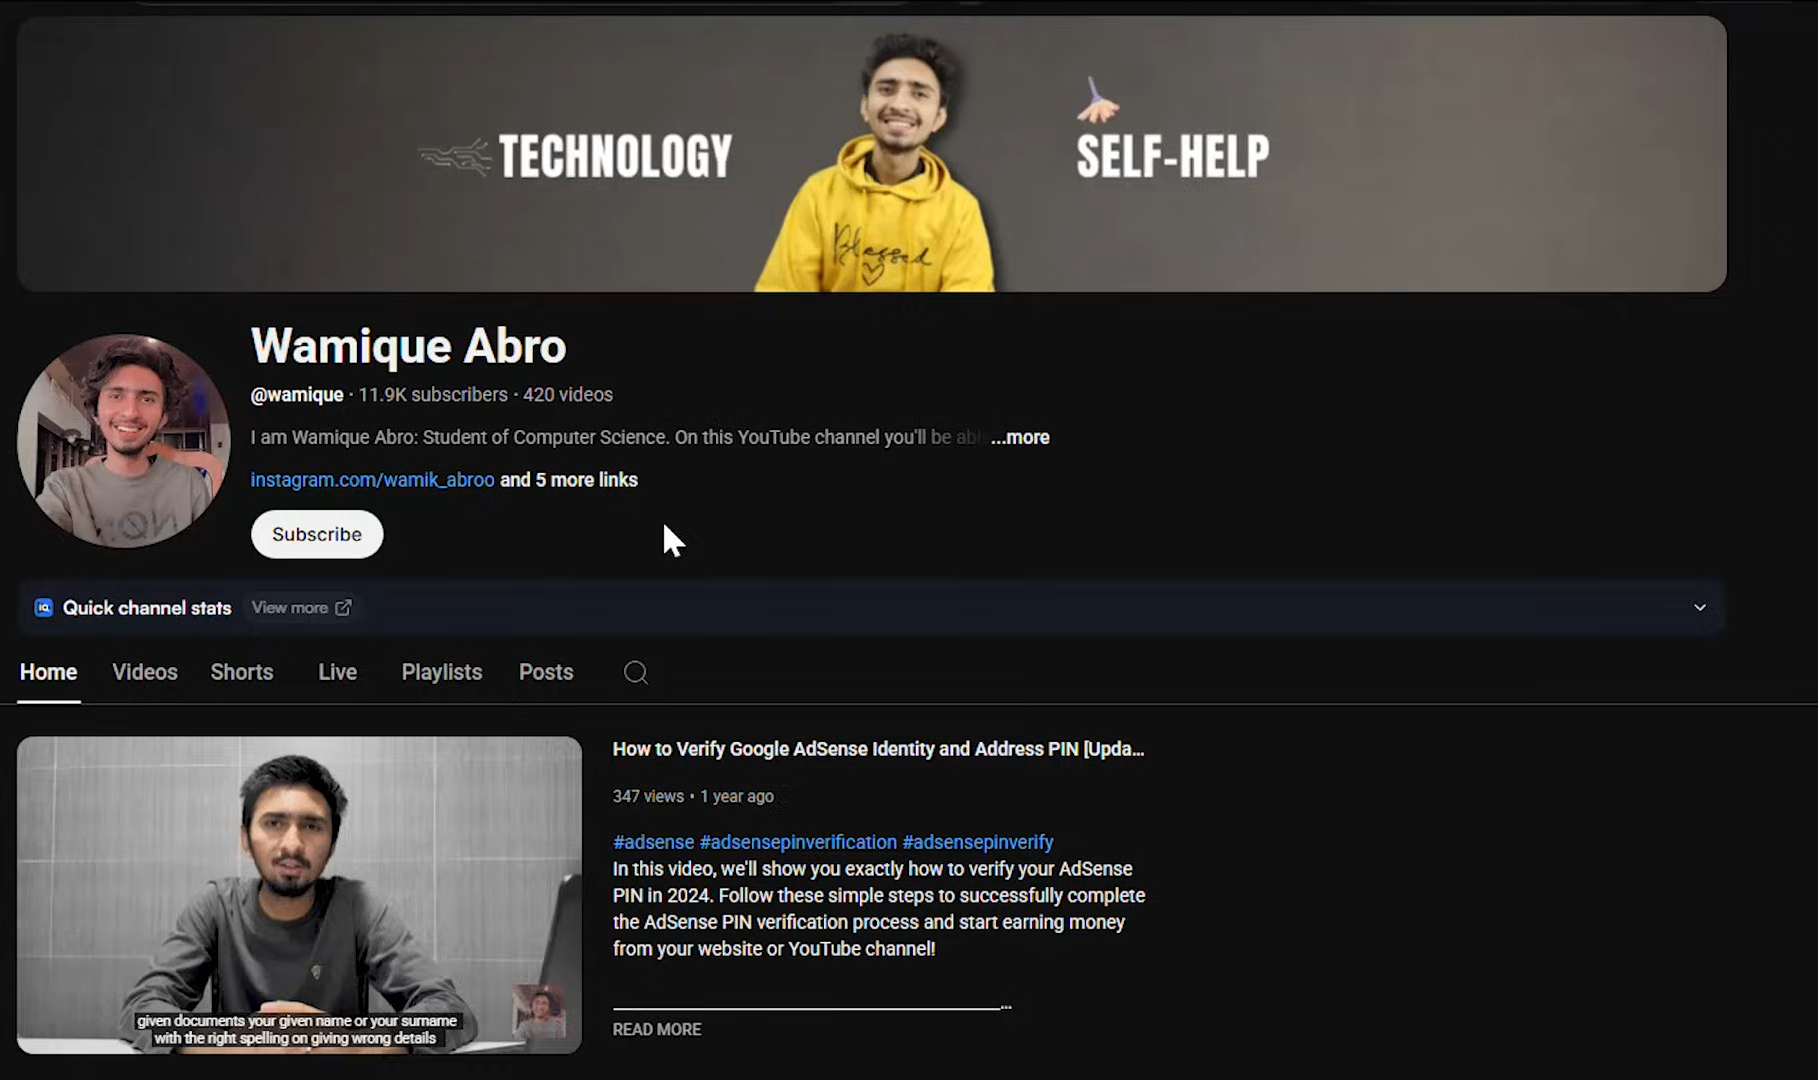 TECHNOLOGY
SELF-HELP
Blessed
Wamique Abro
@wamique · 11.9K subscribers · 420 videos
I am Wamique Abro: Student of Computer Science. On this YouTube channel you'll be abl ...more
instagram.com/wamik_abroo and 5 more links
Subscribe
Quick channel stats View more
Home Videos Shorts Live Playlists Posts
How to Verify Google AdSense Identity and Address PIN [Upda...
347 views • 1 year ago
#adsense #adsensepinverification #adsensepinverify
In this video, we'll show you exactly how to verify your AdSense
PIN in 2024. Follow these simple steps to successfully complete
the AdSense PIN verification process and start earning money
from your website or YouTube channel!
...
READ MORE
given documents your given name or your surname
with the right spelling on giving wrong details